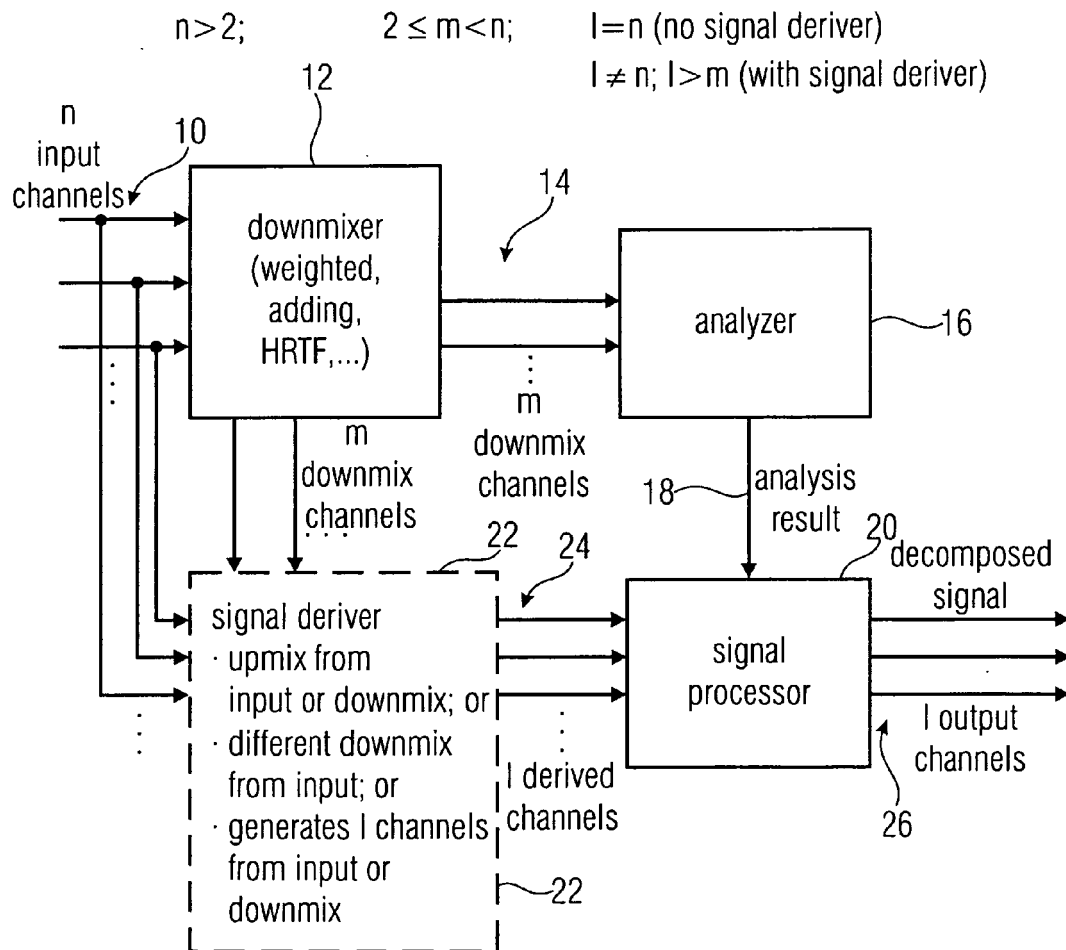 n>2; 2 ≤ m<n; l=n (no signal deriver)
l ≠ n; l>m (with signal deriver)
12
n
input
channels
10
downmixer
(weighted,
adding,
HRTF,...)
14
analyzer
16
m
downmix
channels
m
downmix
channels
18
analysis
result
22
24
20
decomposed
signal
signal deriver
· upmix from
input or downmix; or
· different downmix
from input; or
· generates l channels
from input or
downmix
l derived
channels
signal
processor
l output
channels
26
22